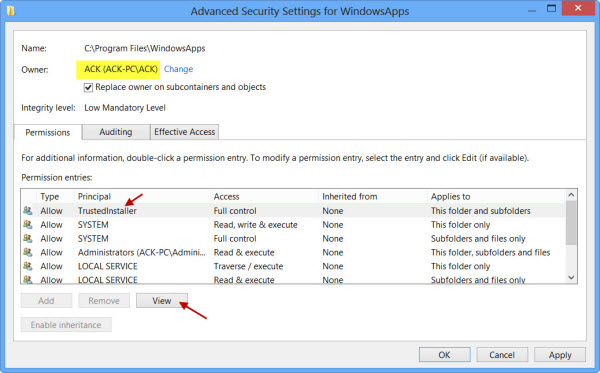 Advanced Security Settings for WindowsApps
Name: C:\Program Files\WindowsApps
Owner: ACK (ACK-PC\ACK) Change
Replace owner on subcontainers and objects
Integrity level: Low Mandatory Level
Permissions Auditing Effective Access
For additional information, double-click a permission entry. To modify a permission entry, select the entry and click Edit (if available).
Permission entries:
Type Principal Access Inherited from Applies to
Allow TrustedInstaller Full control None This folder and subfolders
Allow SYSTEM Read, write & execute None This folder only
Allow SYSTEM Full control None Subfolders and files only
Allow Administrators (ACK-PC\Admini... Read & execute None This folder, subfolders and files
Allow LOCAL SERVICE Traverse / execute None This folder only
Allow LOCAL SERVICE Read & execute None Subfolders and files only
Add Remove View
Enable inheritance
OK Cancel Apply